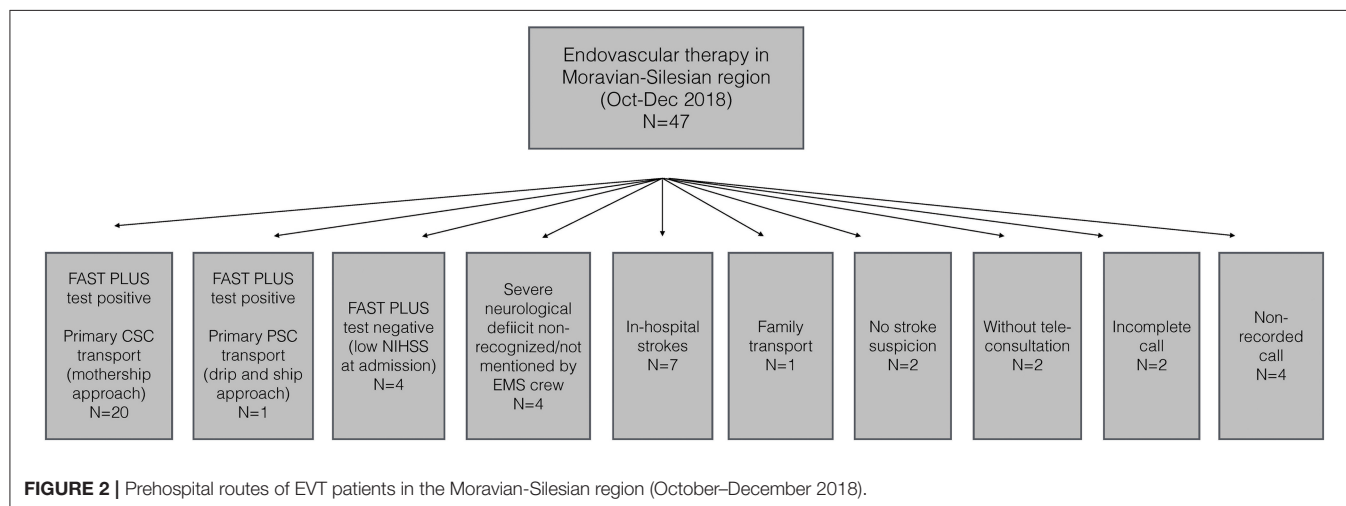 Endovascular therapy in
Moravian-Silesian region
(Oct-Dec 2018)
N=47
FAST PLUS
test positive
Primary CSC
transport
(mothership
approach)
N=20
FAST PLUS
test positive
Primary PSC
transport
(drip and ship
approach)
N=1
FAST PLUS
test negative
(low NIHSS
at admission)
N=4
Severe
neurological
defiicit non-
recognized/not
mentioned by
EMS crew
N=4
In-hospital
strokes
N=7
Family
transport
N=1
No stroke
suspicion
N=2
Without tele-
consultation
N=2
Incomplete
call
N=2
Non-
recorded
call
N=4
FIGURE 2 | Prehospital routes of EVT patients in the Moravian-Silesian region (October–December 2018).